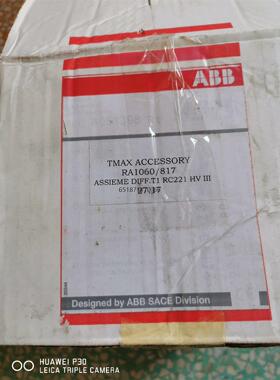 ABB
TMAX ACCESSORY
RA1060/817
ASSIEME DIFF.T1 RC221 HV III
Designed by ABB SACE Division
HUAWEI P30
LEICA TRIPLE CAMERA